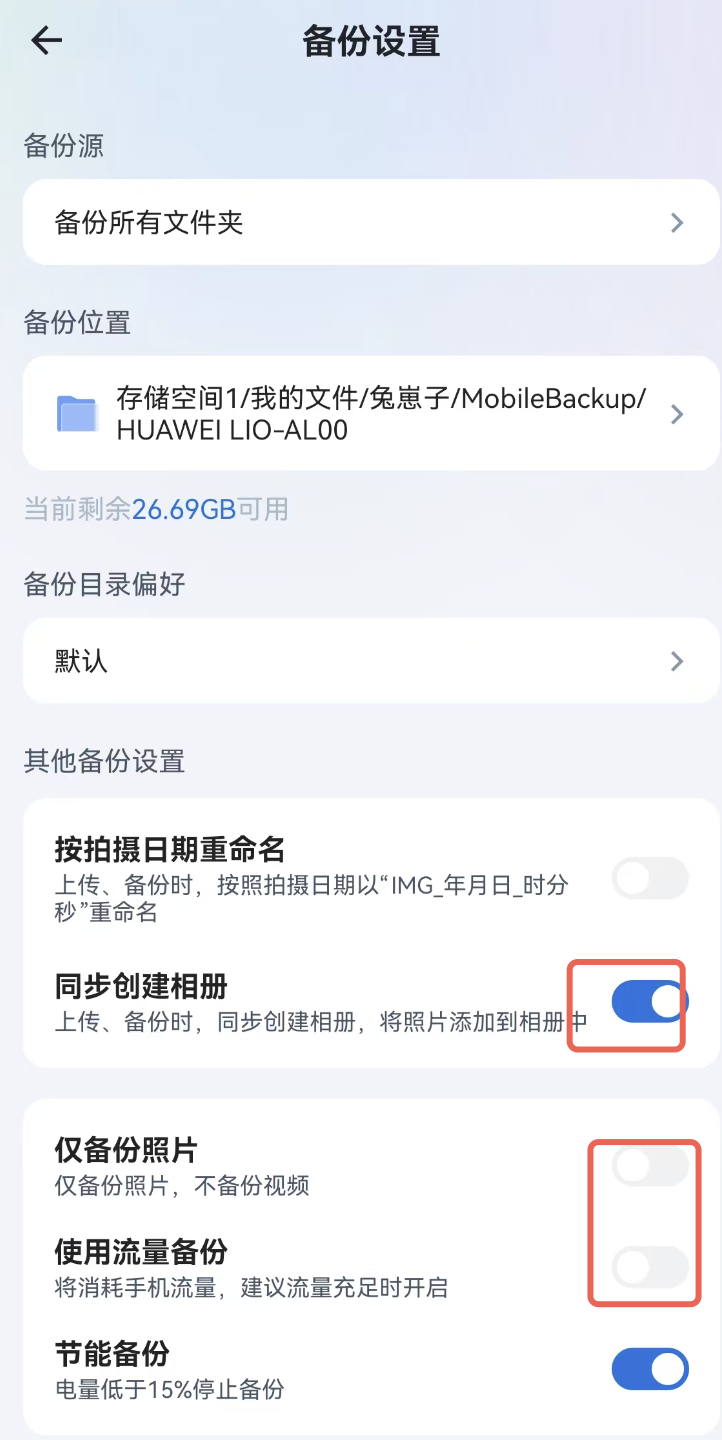 备份设置
备份源
备份所有文件夹
备份位置
存储空间1/我的文件/兔崽子/MobileBackup/
HUAWEI LIO-AL00
当前剩余26.69GB可用
备份目录偏好
默认
其他备份设置
按拍摄日期重命名
上传、备份时，按照拍摄日期以“IMG_年月日_时分
秒”重命名
同步创建相册
上传、备份时，同步创建相册，将照片添加到相册中
仅备份照片
仅备份照片，不备份视频
使用流量备份
将消耗手机流量，建议流量充足时开启
节能备份
电量低于15%停止备份